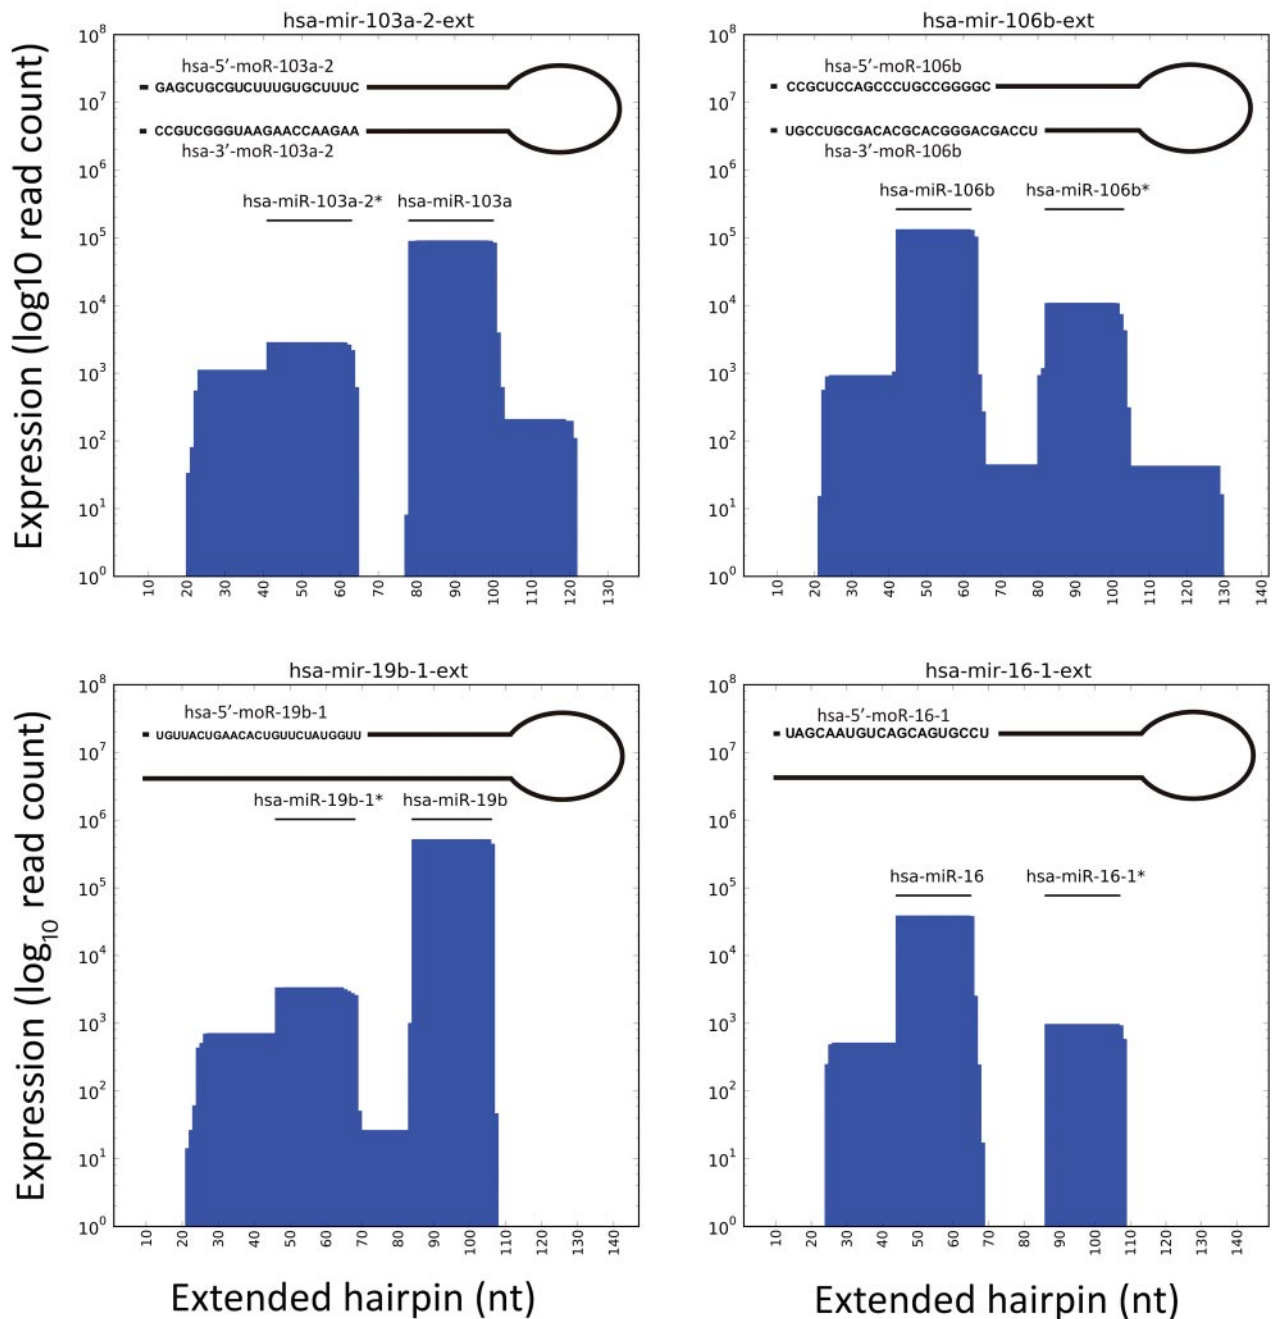 hsa-mir-103a-2-ext
10^8
10^7
10^6
10^5
10^4
10^3
10^2
10^1
10^0
Expression (log10 read count)
hsa-5’-moR-103a-2
GAGCUGCGUCUUUGUGCUUUC
CCGUCGGGUAAGAACCAAGAA
hsa-3’-moR-103a-2
hsa-miR-103a-2* hsa-miR-103a
10 20 30 40 50 60 70 80 90 100 110 120 130
hsa-mir-106b-ext
10^8
10^7
10^6
10^5
10^4
10^3
10^2
10^1
10^0
hsa-5’-moR-106b
CCGCUCCAGCCCUGCCGGGGC
UGCCUGCGACACGCACGGGACGACCU
hsa-3’-moR-106b
hsa-miR-106b hsa-miR-106b*
10 20 30 40 50 60 70 80 90 100 110 120 130 140
hsa-mir-19b-1-ext
10^8
10^7
10^6
10^5
10^4
10^3
10^2
10^1
10^0
Expression (log₁₀ read count)
hsa-5’-moR-19b-1
UGUUACUGAACACUGUUCUAUGGUU
hsa-miR-19b-1* hsa-miR-19b
10 20 30 40 50 60 70 80 90 100 110 120 130 140
Extended hairpin (nt)
hsa-mir-16-1-ext
10^8
10^7
10^6
10^5
10^4
10^3
10^2
10^1
10^0
hsa-5’-moR-16-1
UAGCAAUGUCAGCAGUGCCU
hsa-miR-16 hsa-miR-16-1*
10 20 30 40 50 60 70 80 90 100 110 120 130 140
Extended hairpin (nt)